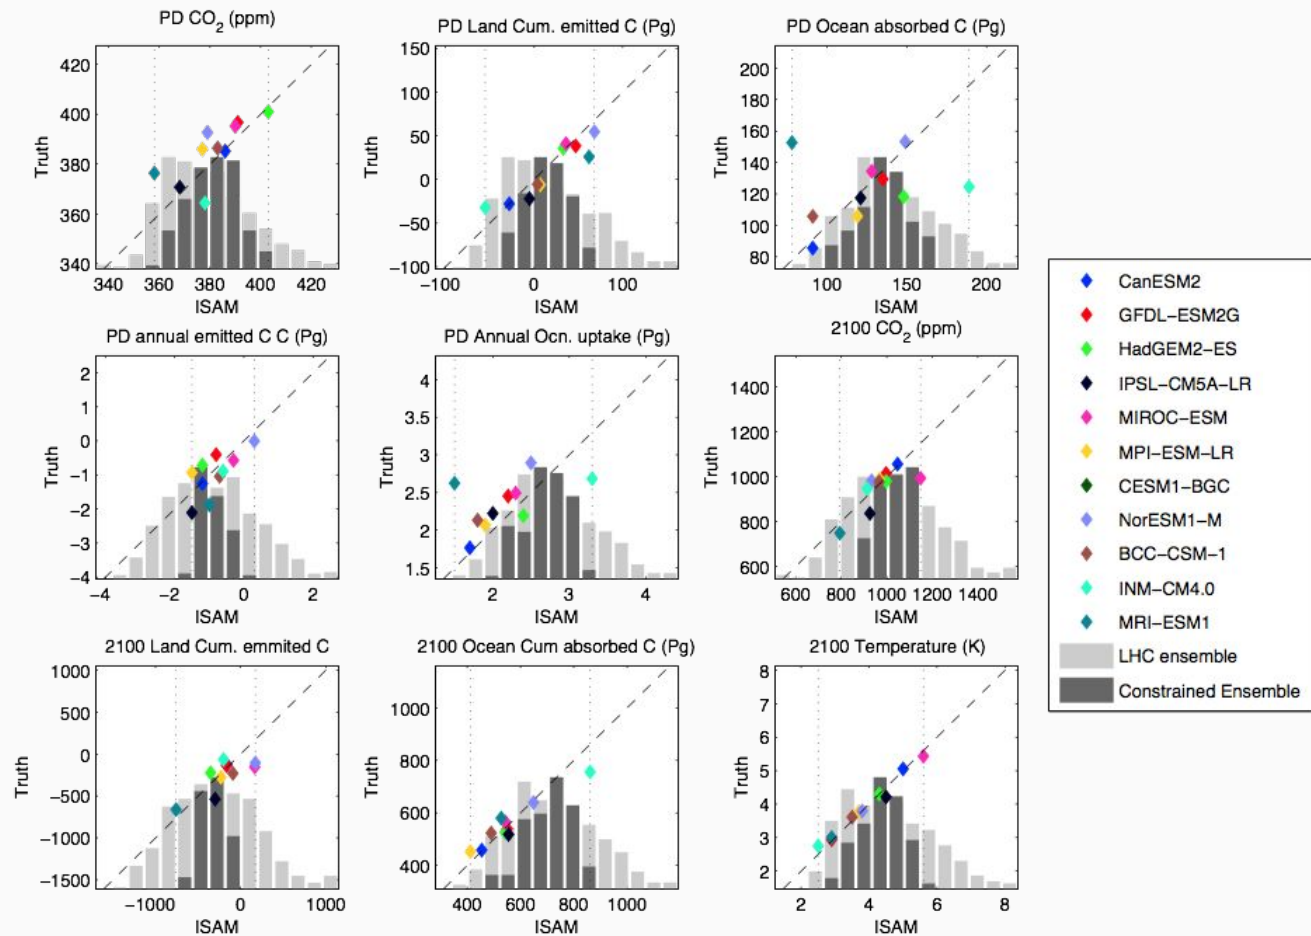 PD CO2 (ppm)
420
400
380
360
340
Truth
340 360 380 400 420
ISAM
PD Land Cum. emitted C (Pg)
150
100
50
0
−50
−100
Truth
−100 0 100
ISAM
PD Ocean absorbed C (Pg)
200
180
160
140
120
100
80
Truth
100 150 200
ISAM
PD annual emitted C C (Pg)
2
1
0
−1
−2
−3
−4
Truth
−4 −2 0 2
ISAM
PD Annual Ocn. uptake (Pg)
4
3.5
3
2.5
2
1.5
Truth
2 3 4
ISAM
2100 CO2 (ppm)
1400
1200
1000
800
600
Truth
600 800 1000 1200 1400
ISAM
2100 Land Cum. emmited C
1000
500
0
−500
−1000
−1500
Truth
−1000 0 1000
ISAM
2100 Ocean Cum absorbed C (Pg)
1000
800
600
400
Truth
400 600 800 1000
ISAM
2100 Temperature (K)
8
7
6
5
4
3
2
Truth
2 4 6 8
ISAM
CanESM2
GFDL−ESM2G
HadGEM2−ES
IPSL−CM5A−LR
MIROC−ESM
MPI−ESM−LR
CESM1−BGC
NorESM1−M
BCC−CSM−1
INM−CM4.0
MRI−ESM1
LHC ensemble
Constrained Ensemble